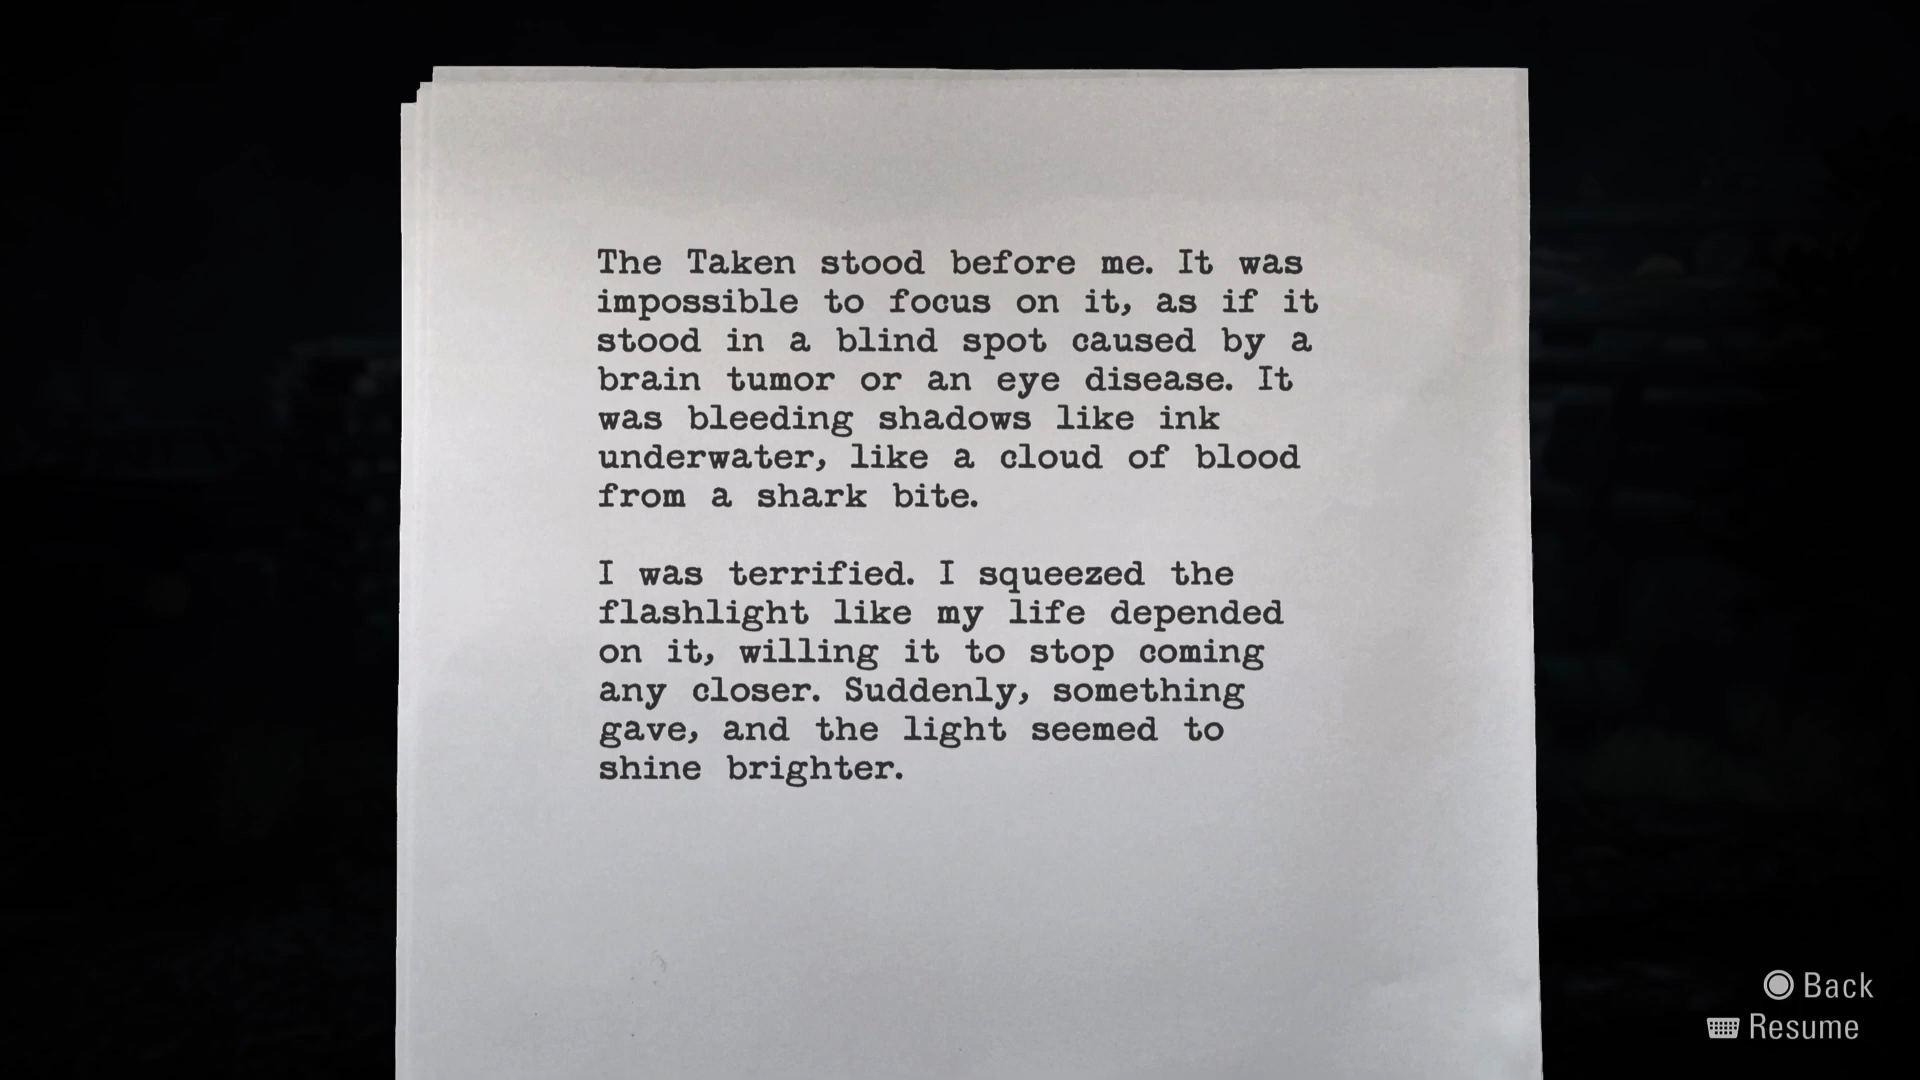 The Taken stood before me. It was
impossible to focus on it, as if it
stood in a blind spot caused by a
brain tumor or an eye disease. It
was bleeding shadows like ink
underwater, like a cloud of blood
from a shark bite.
I was terrified. I squeezed the
flashlight like my life depended
on it, willing it to stop coming
any closer. Suddenly, something
gave, and the light seemed to
shine brighter.
Back
Resume